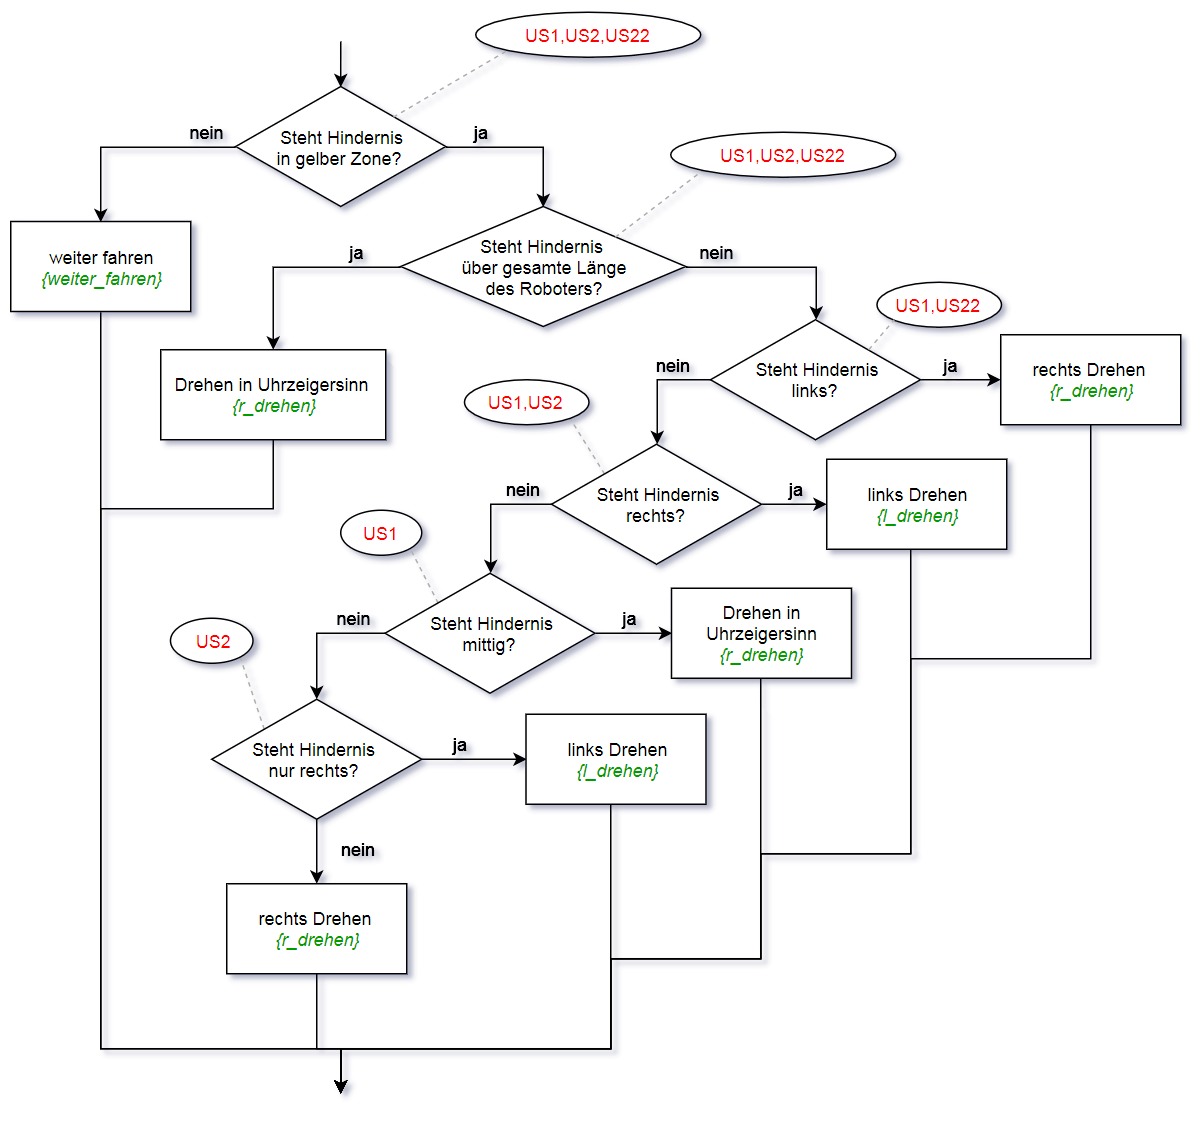 US1,US2,US22
nein
ja
Steht Hindernis
in gelber Zone?
US1,US2,US22
weiter fahren
{weiter_fahren}
ja
Steht Hindernis
über gesamte Länge
des Roboters?
nein
US1,US22
Drehen in Uhrzeigersinn
{r_drehen}
nein
Steht Hindernis
links?
ja
rechts Drehen
{r_drehen}
US1,US2
nein
Steht Hindernis
rechts?
ja
links Drehen
{l_drehen}
US1
nein
Steht Hindernis
mittig?
ja
Drehen in
Uhrzeigersinn
{r_drehen}
US2
Steht Hindernis
nur rechts?
ja
links Drehen
{l_drehen}
nein
rechts Drehen
{r_drehen}